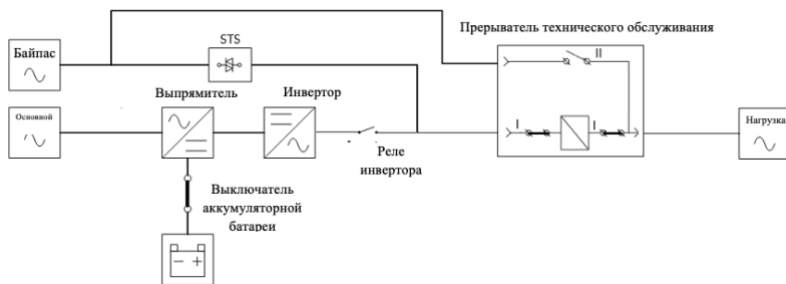 STS
Прерыватель технического обслуживания
Байпас
II
Выпрямитель
Инвертор
Основной
I
I
Нагрузка
Реле
инвертора
Выключатель
аккумуляторной
батареи
− +